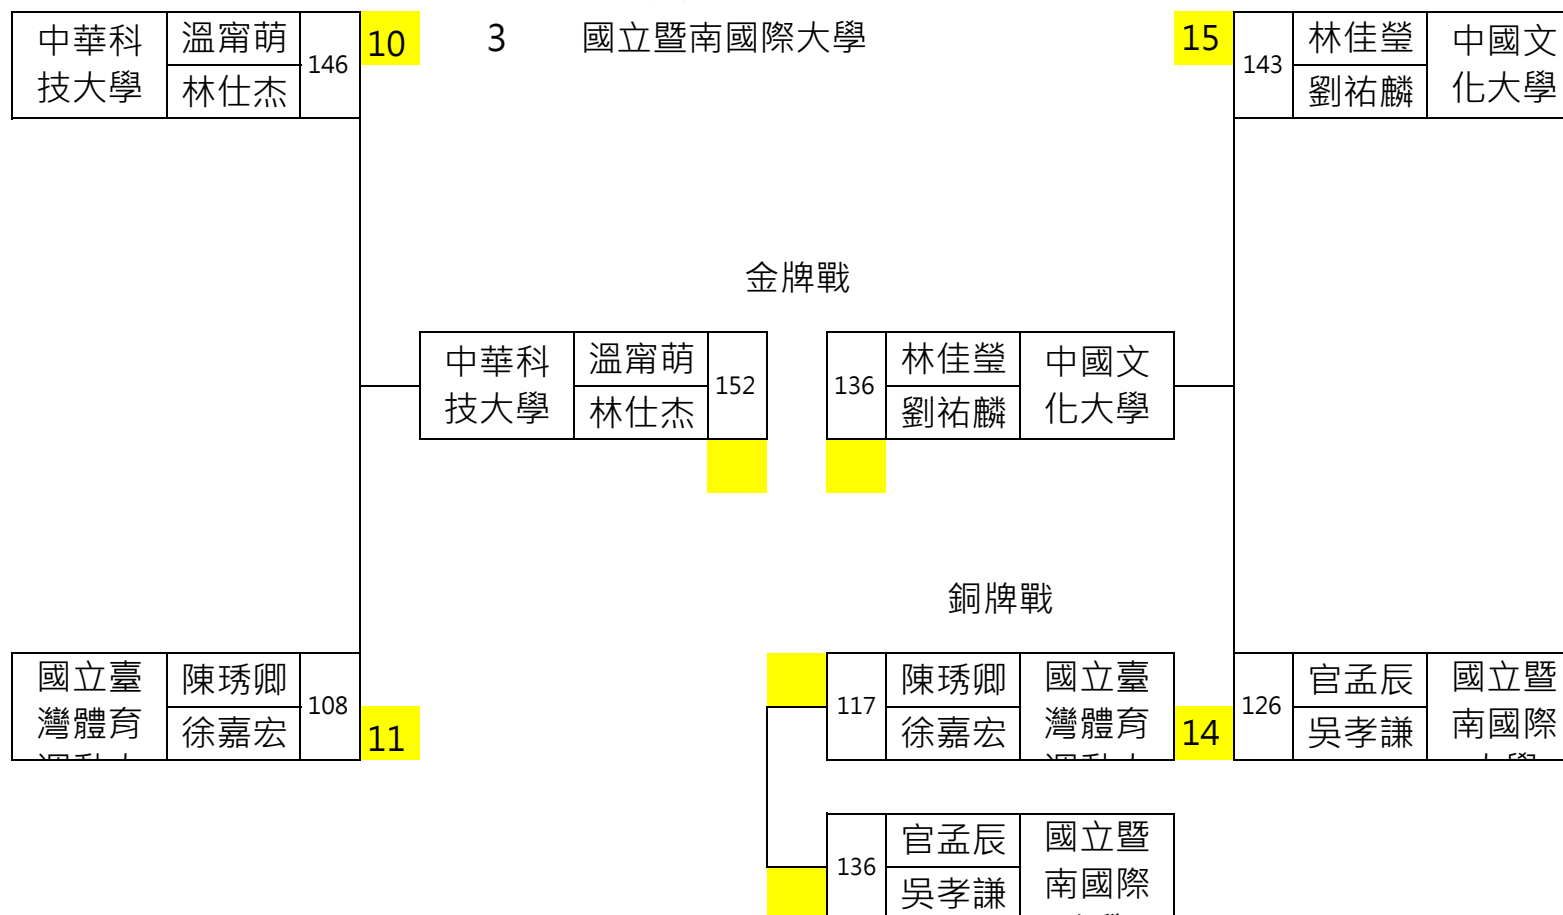 中華科
技大學
溫甯萌
林仕杰
146
10
3
國立暨南國際大學
15
143
林佳瑩
劉祐麟
中國文
化大學
金牌戰
中華科
技大學
溫甯萌
林仕杰
152
136
林佳瑩
劉祐麟
中國文
化大學
銅牌戰
國立臺
灣體育
陳琇卿
徐嘉宏
108
11
117
陳琇卿
徐嘉宏
國立臺
灣體育
14
126
官孟辰
吳孝謙
國立暨
南國際
136
官孟辰
吳孝謙
國立暨
南國際